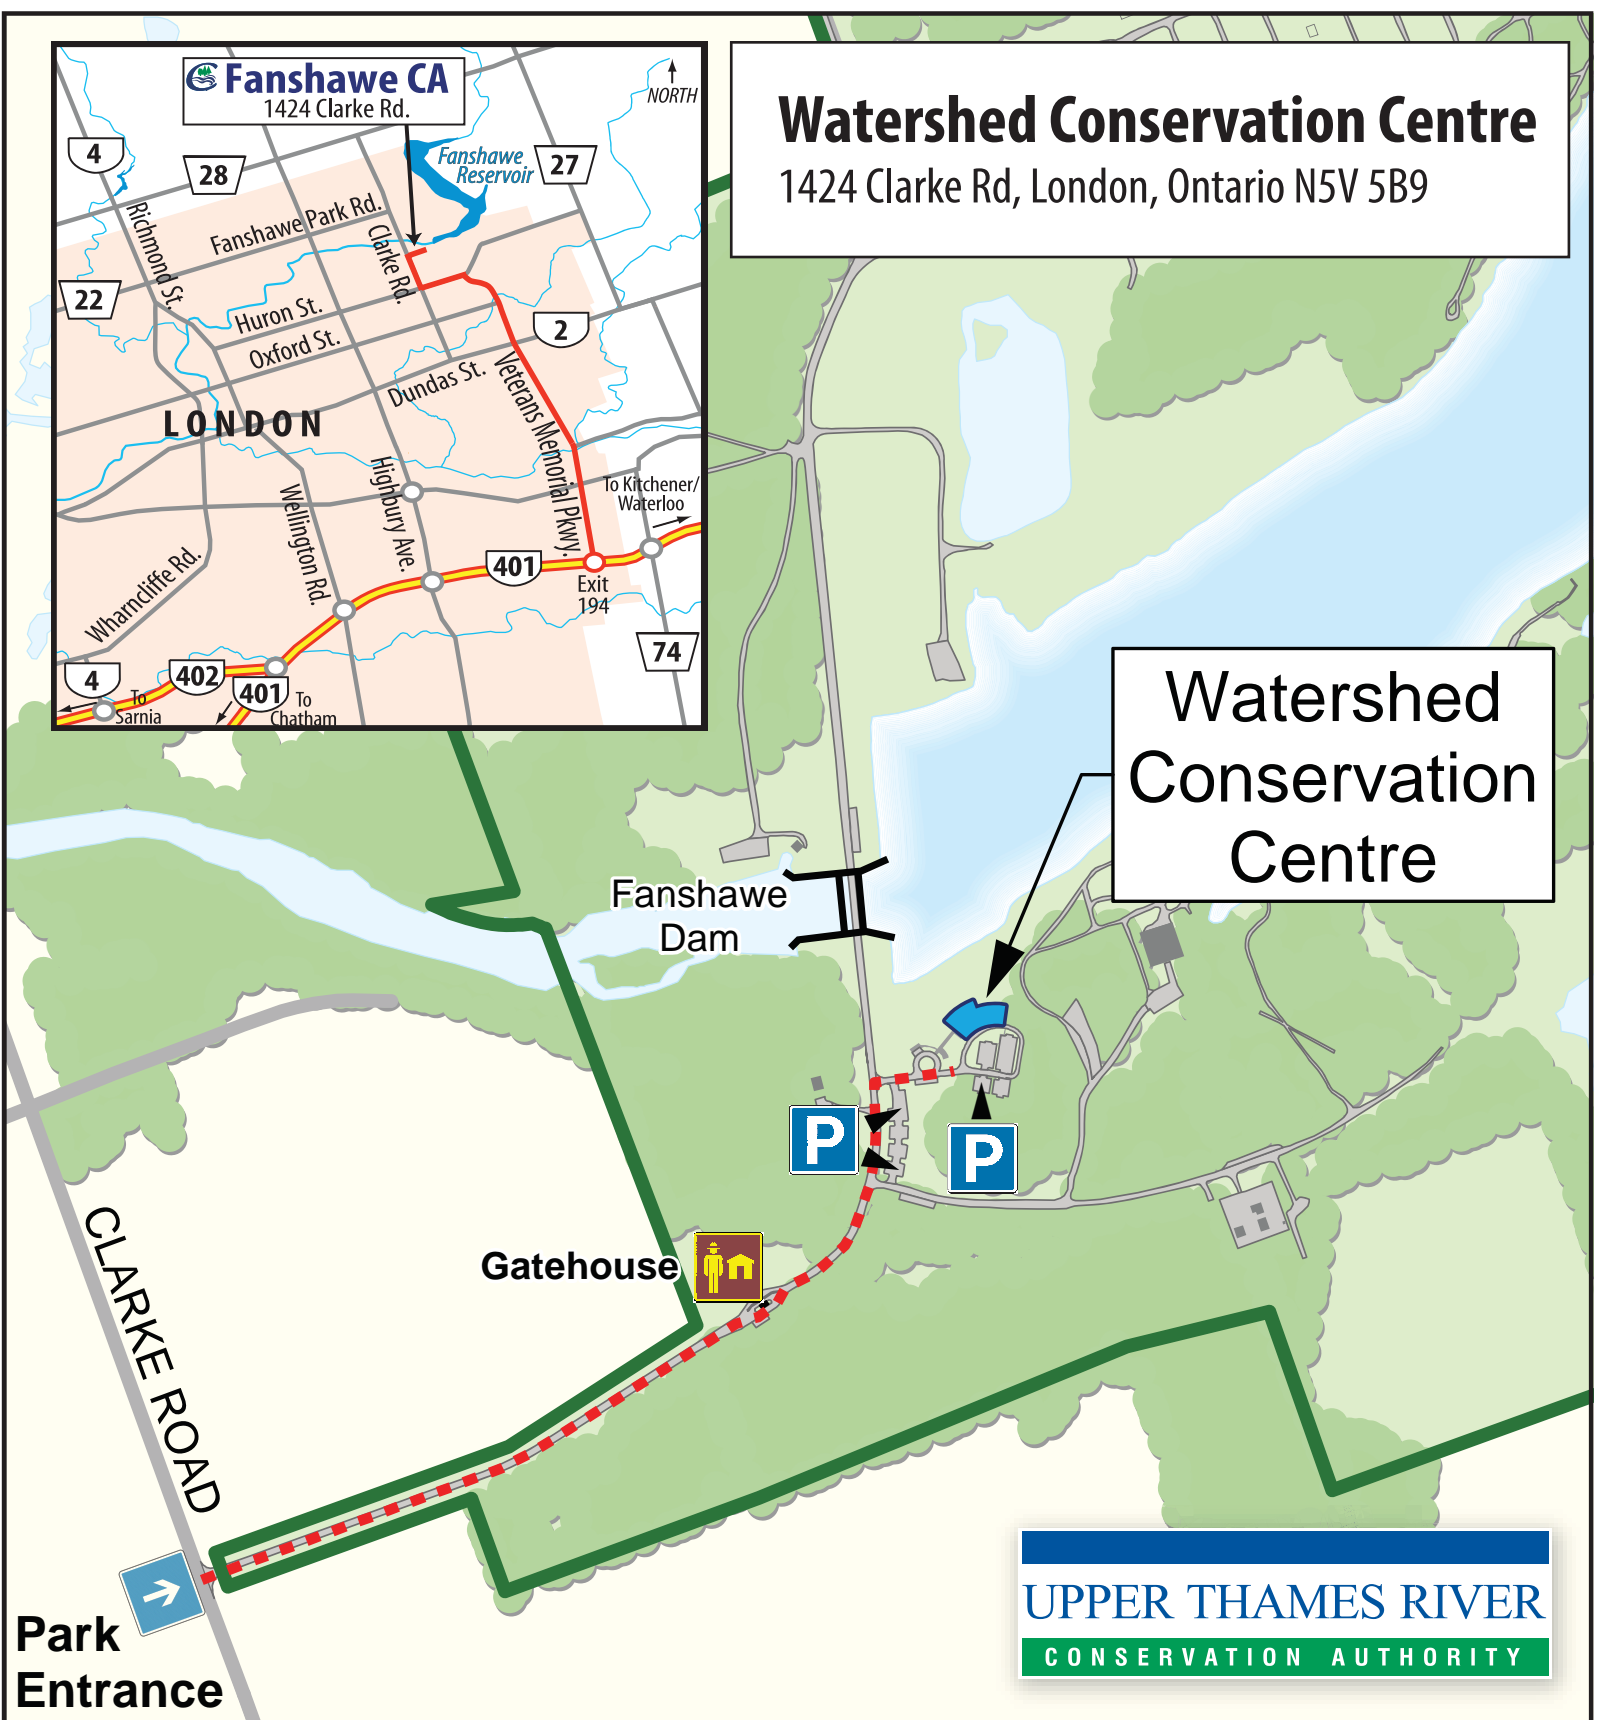 Fanshawe CA
1424 Clarke Rd.
NORTH
4
28
27
Fanshawe
Reservoir
Richmond St.
Fanshawe Park Rd.
Clarke Rd.
22
Huron St.
Oxford St.
2
Dundas St.
Veterans Memorial Pkwy.
LONDON
Highbury Ave.
Wellington Rd.
To Kitchener/
Waterloo
401
Exit
194
Wharncliffe Rd.
74
4
402
401
To
Sarnia
To
Chatham
Watershed Conservation Centre
1424 Clarke Rd, London, Ontario N5V 5B9
Watershed
Conservation
Centre
Fanshawe
Dam
P
P
Gatehouse
CLARKE ROAD
Park
Entrance
UPPER THAMES RIVER
CONSERVATION AUTHORITY